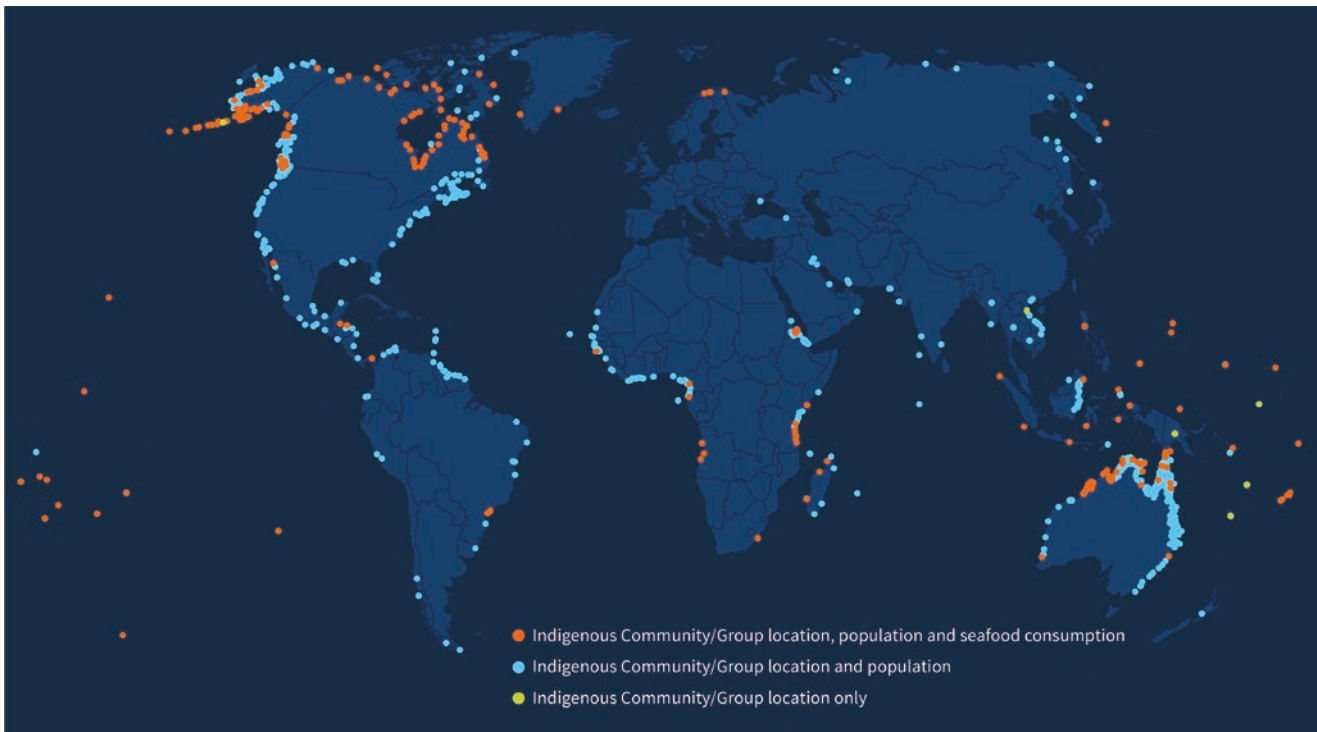 Indigenous Community/Group location, population and seafood consumption
Indigenous Community/Group location and population
Indigenous Community/Group location only